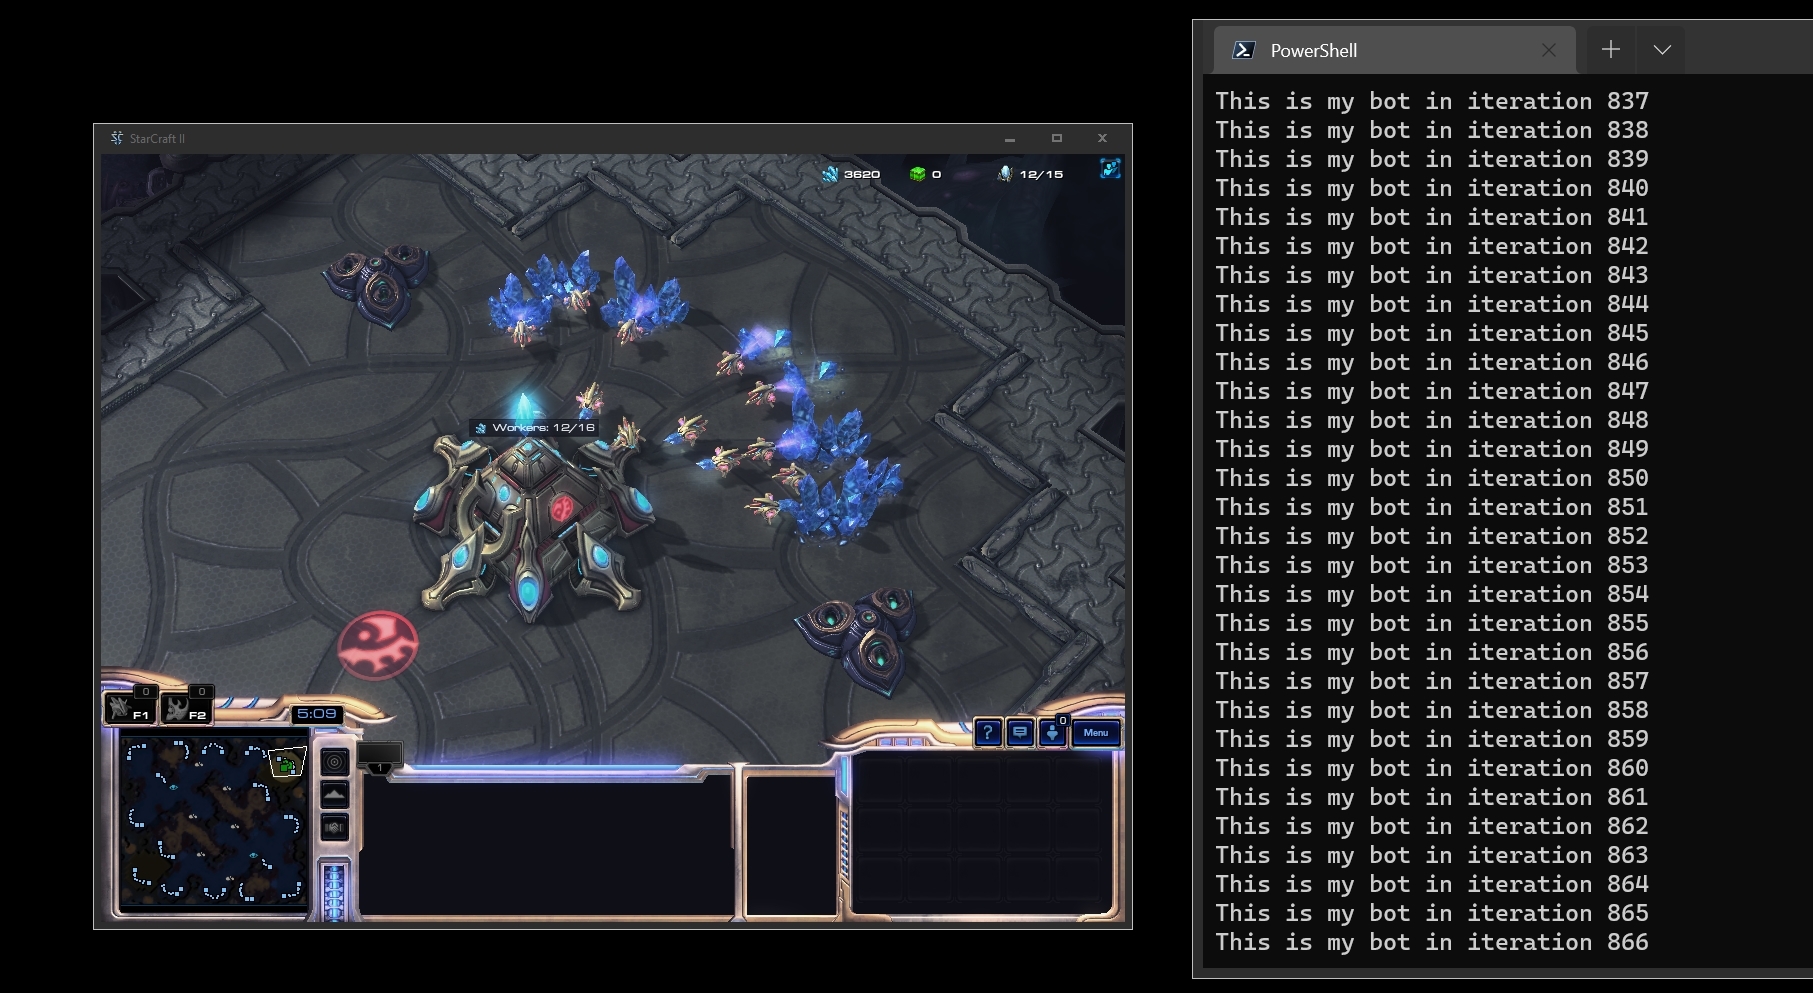 StarCraft II
3620
0
12/15
Workers: 12/16
0
0
F1
F2
5:09
0
?
Menu
1
PowerShell
This is my bot in iteration 837
This is my bot in iteration 838
This is my bot in iteration 839
This is my bot in iteration 840
This is my bot in iteration 841
This is my bot in iteration 842
This is my bot in iteration 843
This is my bot in iteration 844
This is my bot in iteration 845
This is my bot in iteration 846
This is my bot in iteration 847
This is my bot in iteration 848
This is my bot in iteration 849
This is my bot in iteration 850
This is my bot in iteration 851
This is my bot in iteration 852
This is my bot in iteration 853
This is my bot in iteration 854
This is my bot in iteration 855
This is my bot in iteration 856
This is my bot in iteration 857
This is my bot in iteration 858
This is my bot in iteration 859
This is my bot in iteration 860
This is my bot in iteration 861
This is my bot in iteration 862
This is my bot in iteration 863
This is my bot in iteration 864
This is my bot in iteration 865
This is my bot in iteration 866